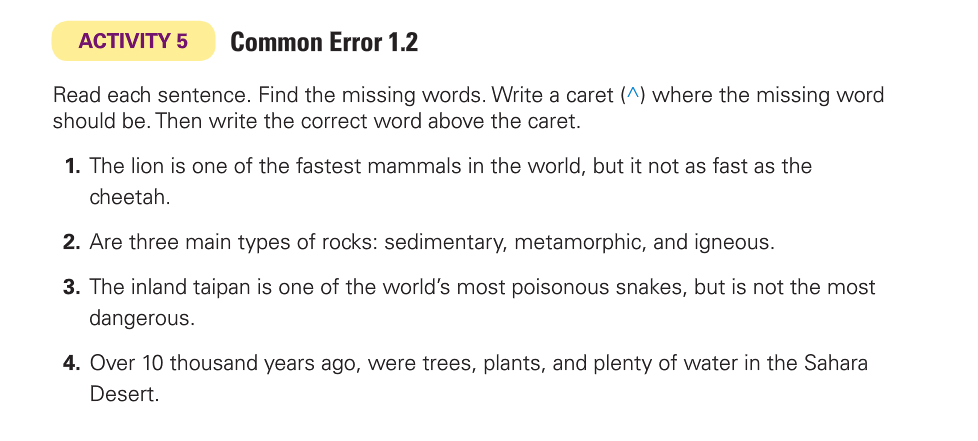 ACTIVITY 5 Common Error 1.2
Read each sentence. Find the missing words. Write a caret (^) where the missing word
should be. Then write the correct word above the caret.
1. The lion is one of the fastest mammals in the world, but it not as fast as the
cheetah.
2. Are three main types of rocks: sedimentary, metamorphic, and igneous.
3. The inland taipan is one of the world’s most poisonous snakes, but is not the most
dangerous.
4. Over 10 thousand years ago, were trees, plants, and plenty of water in the Sahara
Desert.